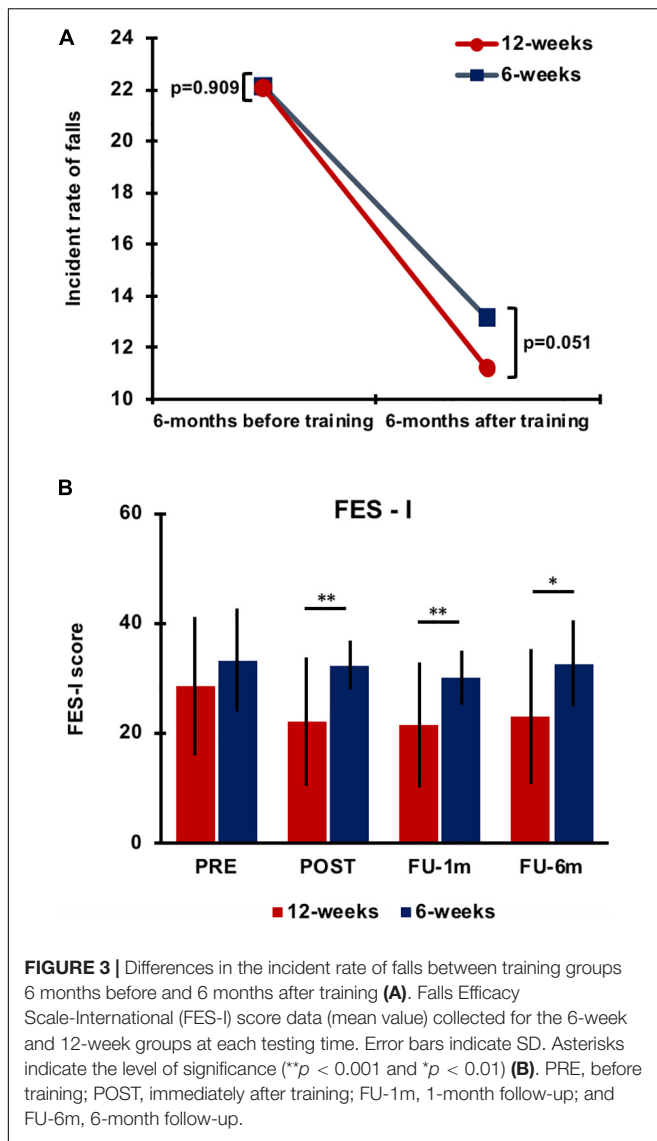 A
24
22
20
18
16
14
12
10
Incident rate of falls
p=0.909
12-weeks
6-weeks
p=0.051
6-months before training
6-months after training
B
FES - I
60
40
20
0
FES-I score
**
**
*
PRE
POST
FU-1m
FU-6m
12-weeks
6-weeks
FIGURE 3 | Differences in the incident rate of falls between training groups
6 months before and 6 months after training (A). Falls Efficacy
Scale-International (FES-I) score data (mean value) collected for the 6-week
and 12-week groups at each testing time. Error bars indicate SD. Asterisks
indicate the level of significance (**p < 0.001 and *p < 0.01) (B). PRE, before
training; POST, immediately after training; FU-1m, 1-month follow-up; and
FU-6m, 6-month follow-up.